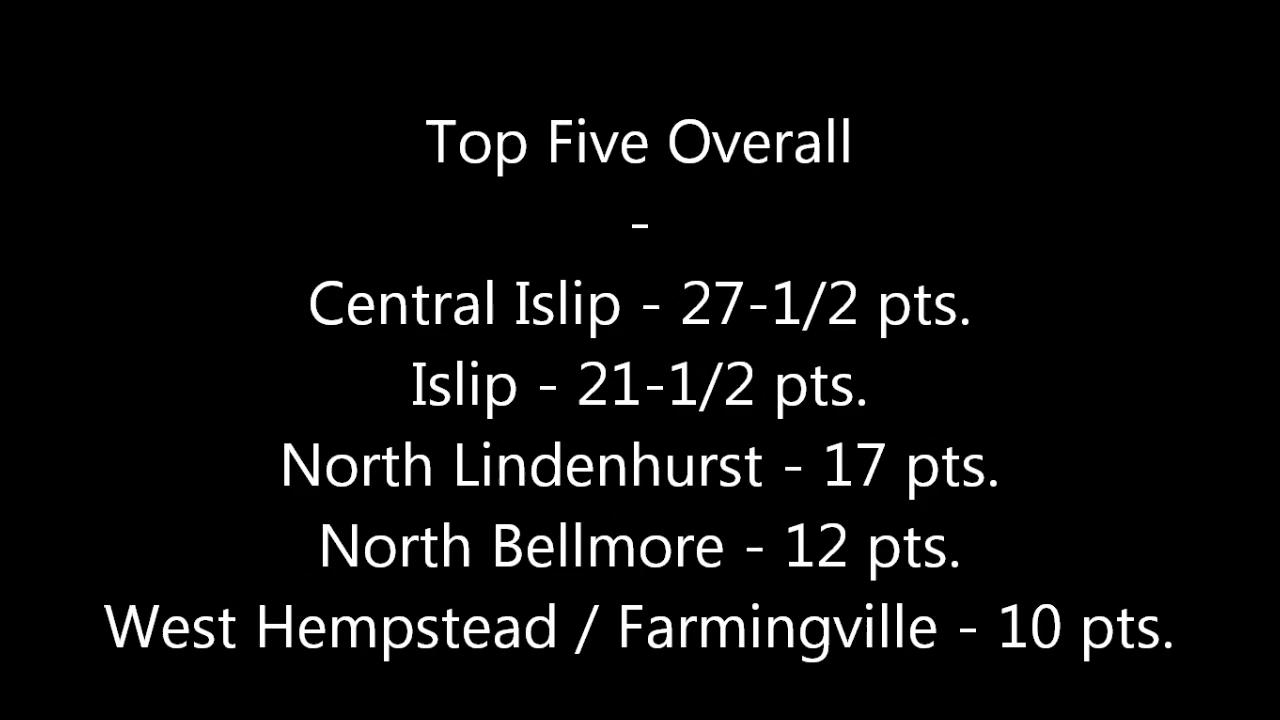 Top Five Overall
-
Central Islip - 27-1/2 pts.
Islip - 21-1/2 pts.
North Lindenhurst - 17 pts.
North Bellmore - 12 pts.
West Hempstead / Farmingville - 10 pts.